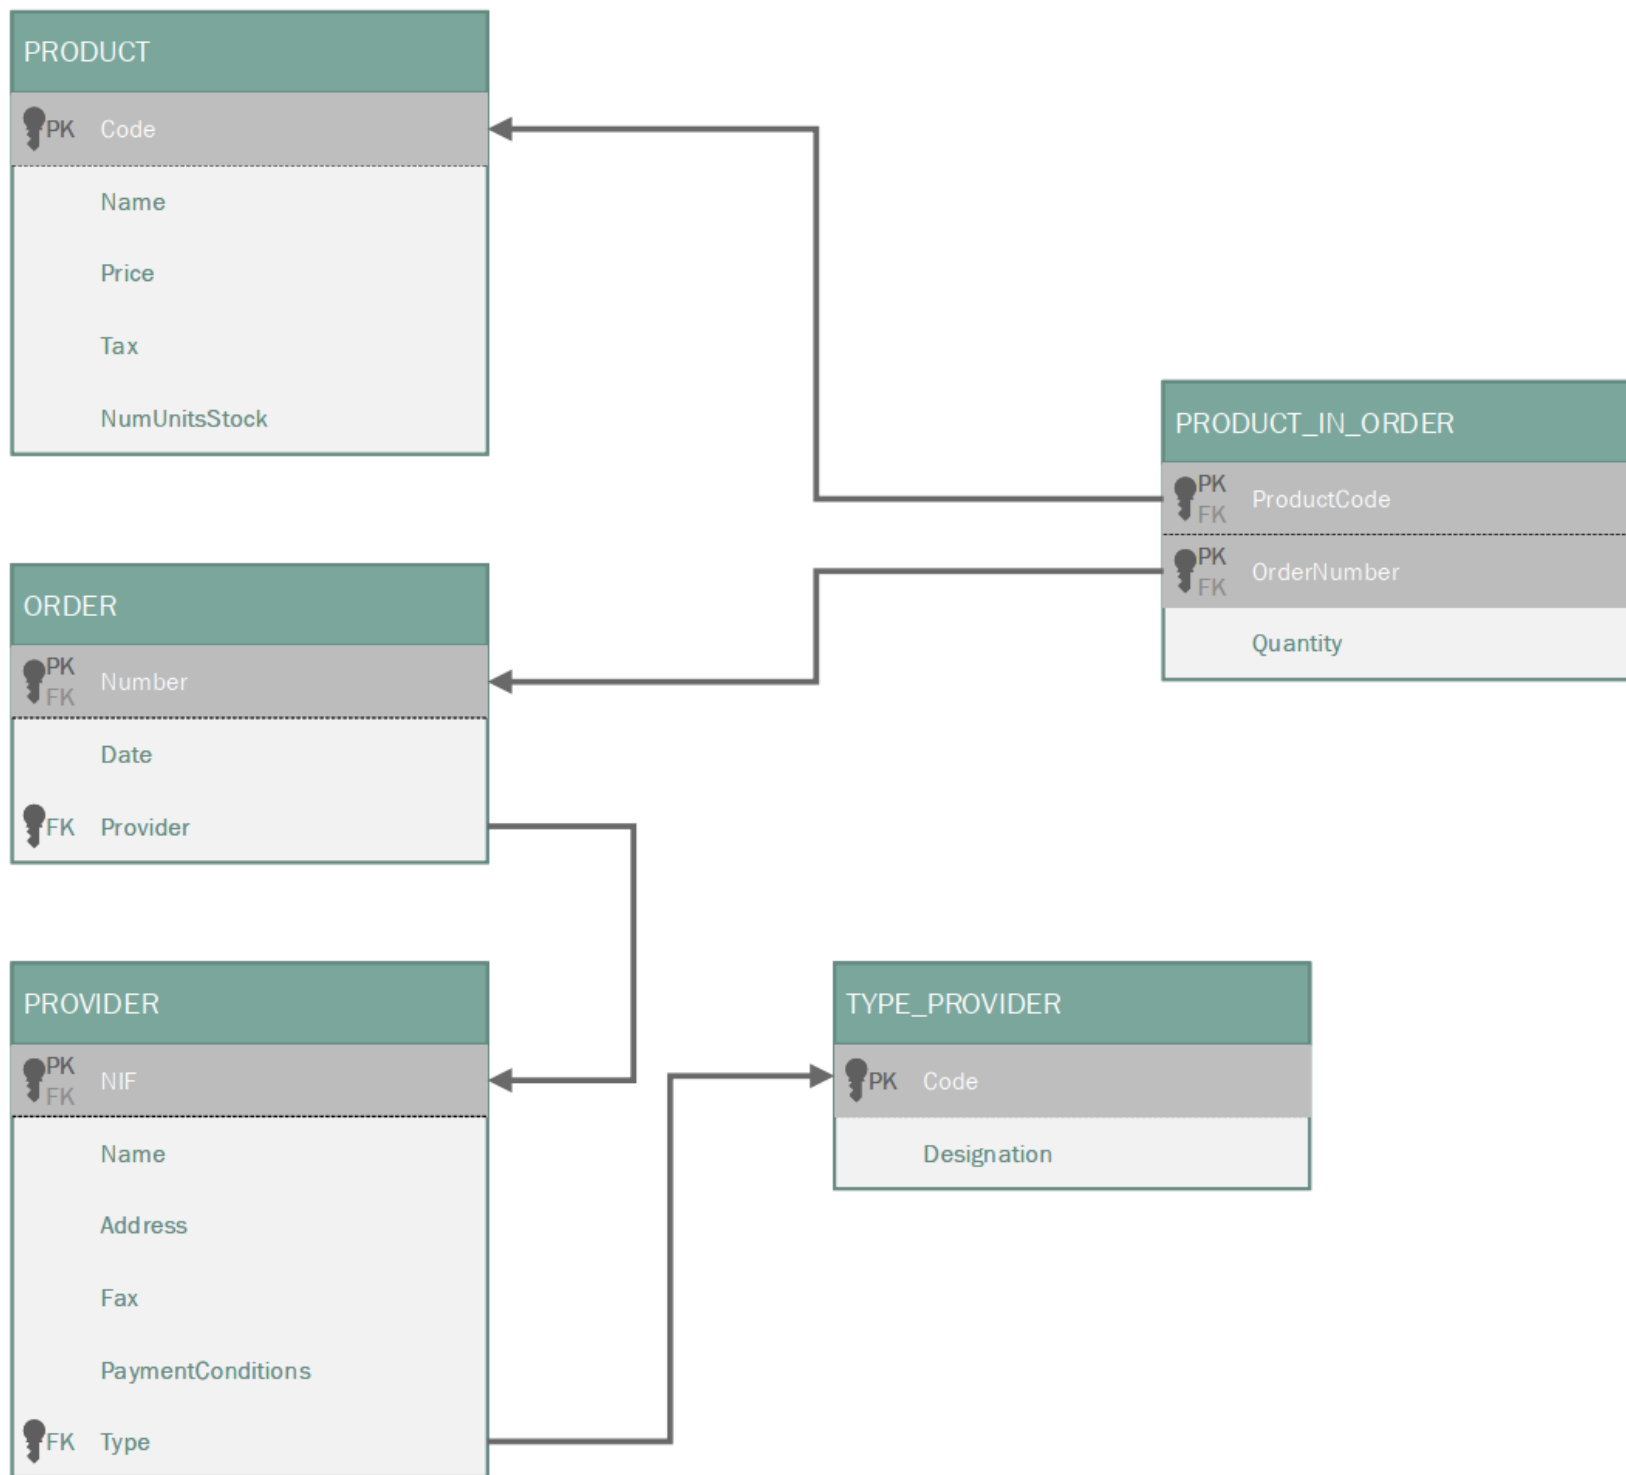 PRODUCT
PK Code
Name
Price
Tax
NumUnitsStock
PRODUCT_IN_ORDER
PK
FK
ProductCode
PK
FK
OrderNumber
Quantity
ORDER
PK
FK
Number
Date
FK Provider
PROVIDER
PK
FK
NIF
Name
Address
Fax
PaymentConditions
FK Type
TYPE_PROVIDER
PK Code
Designation